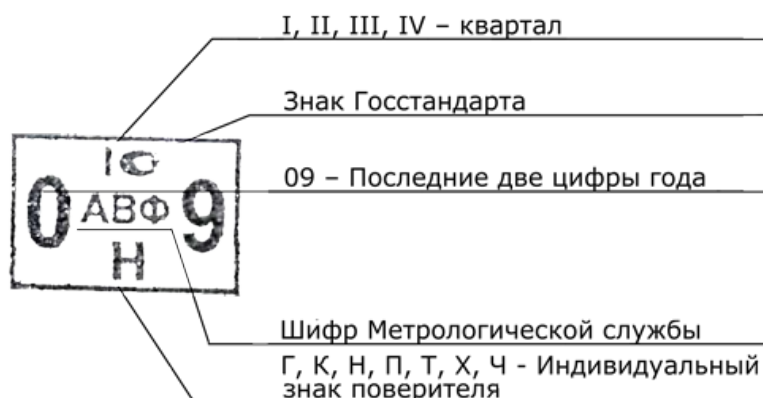 I, II, III, IV – квартал
Знак Госстандарта
I
09 – Последние две цифры года
0 АВФ 9
Н
Шифр Метрологической службы
Г, К, Н, П, Т, Х, Ч - Индивидуальный
знак поверителя